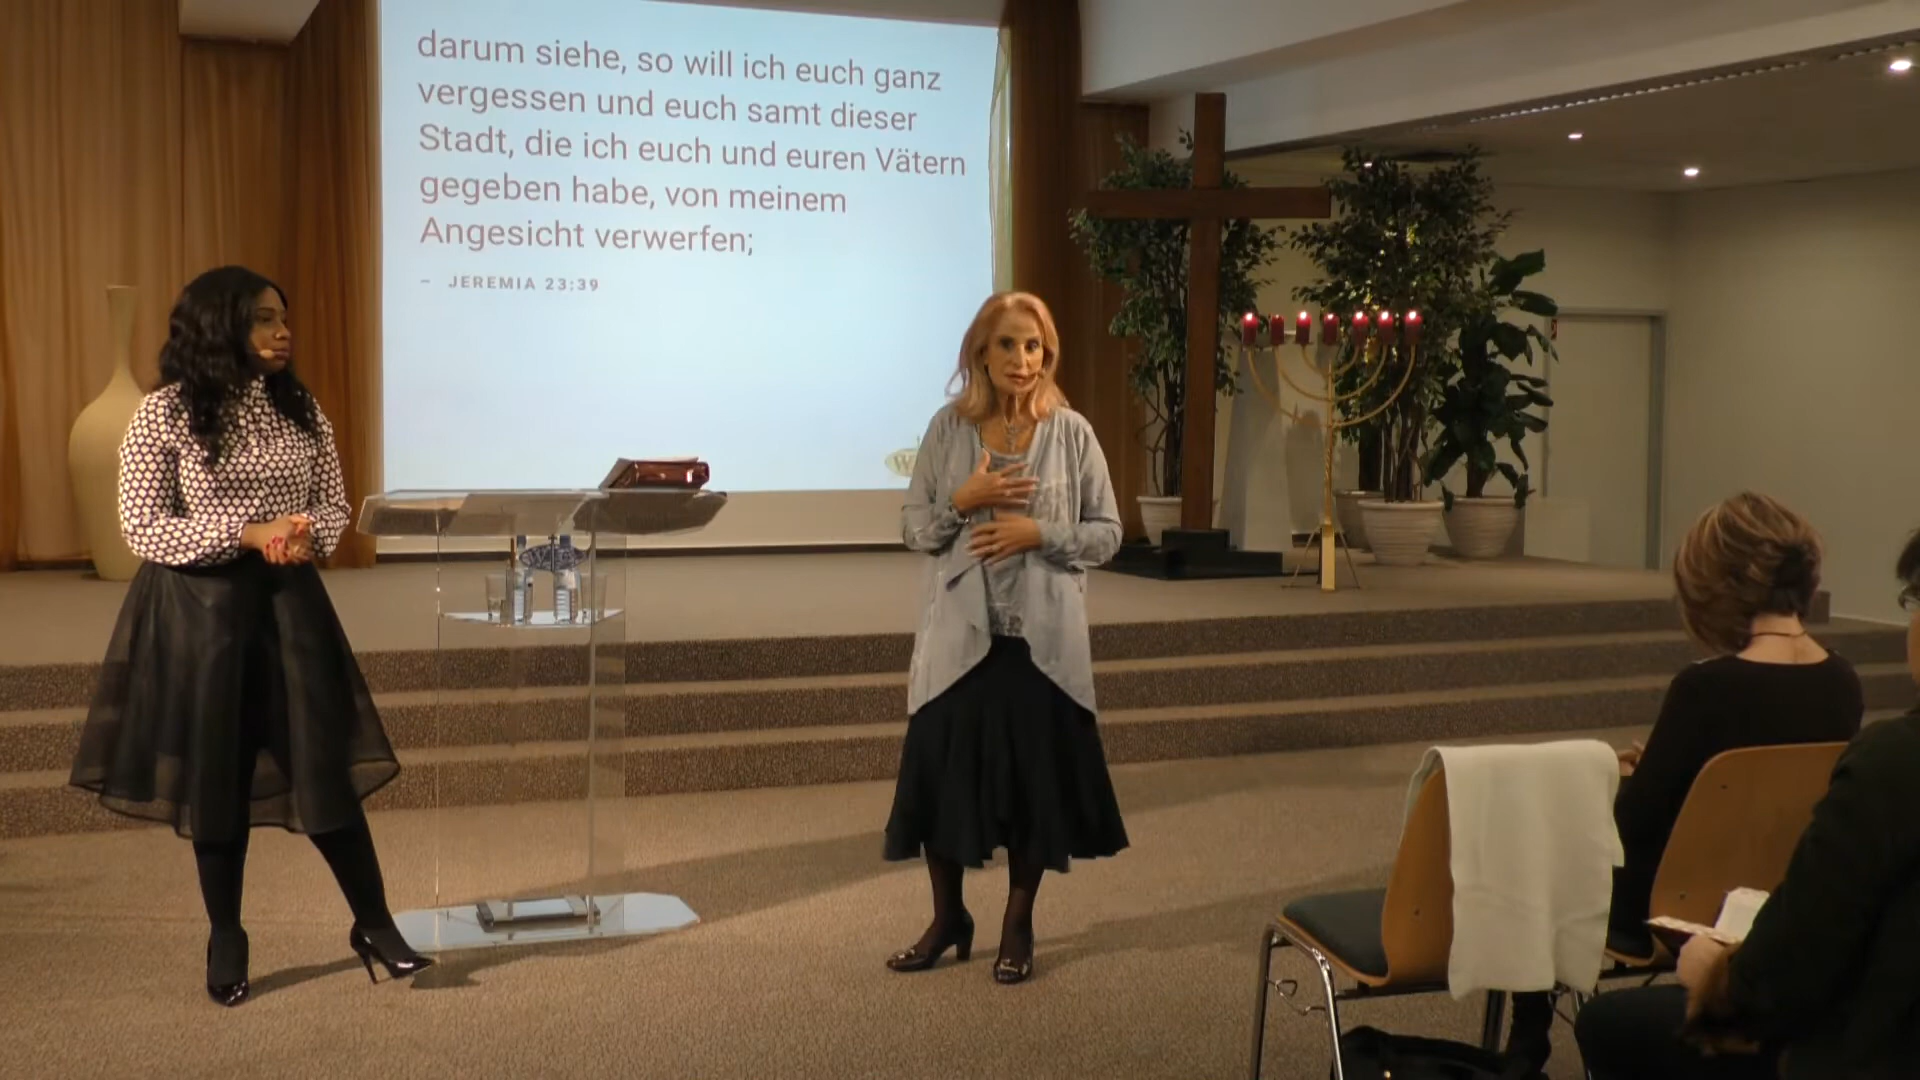 darum siehe, so will ich euch ganz
vergessen und euch samt dieser
Stadt, die ich euch und euren Vätern
gegeben habe, von meinem
Angesicht verwerfen;
– JEREMIA 23:39